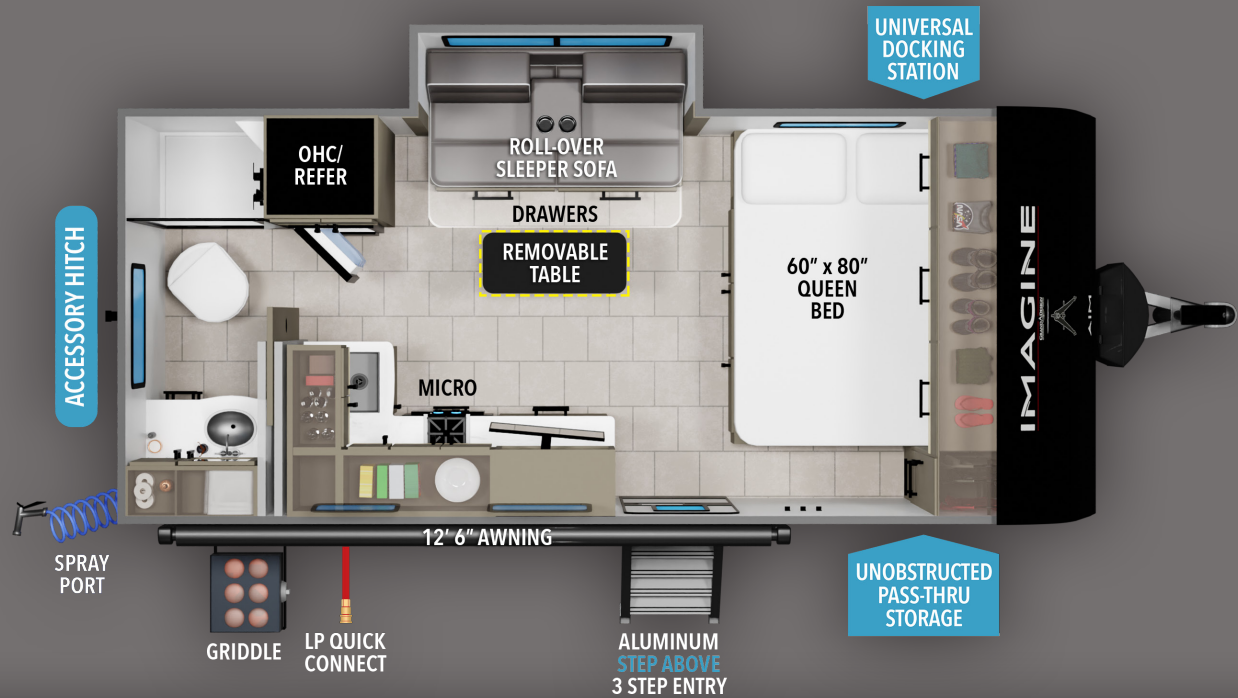 UNIVERSAL
DOCKING
STATION
OHC/
REFER
ROLL-OVER
SLEEPER SOFA
DRAWERS
REMOVABLE
TABLE
60" x 80"
QUEEN
BED
ACCESSORY HITCH
IMAGINE
AIM
MICRO
12' 6" AWNING
SPRAY
PORT
GRIDDLE
LP QUICK
CONNECT
ALUMINUM
STEP ABOVE
3 STEP ENTRY
UNOBSTRUCTED
PASS-THRU
STORAGE